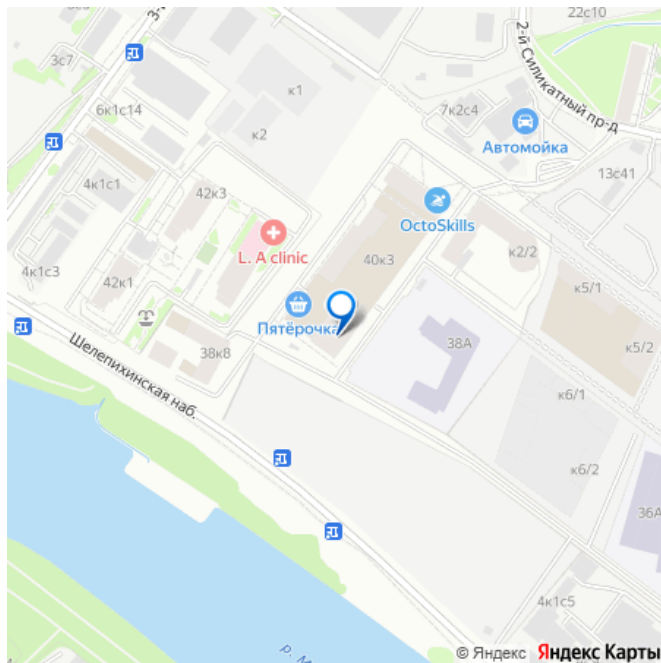 22с10
2-й Силикатный пр-д
3с7
к1
6к1с14
7к2с4
к2
Автомойка
4к1с1
42к3
13с41
OctoSkills
L. A clinic
к2/2
40к3
4к1с3
42к1
к5/1
Пятёрочка
Шелепихинская наб.
38к8
38А
к5/2
к6/1
к6/2
36А
4к1с5
© Яндекс Яндекс Карты